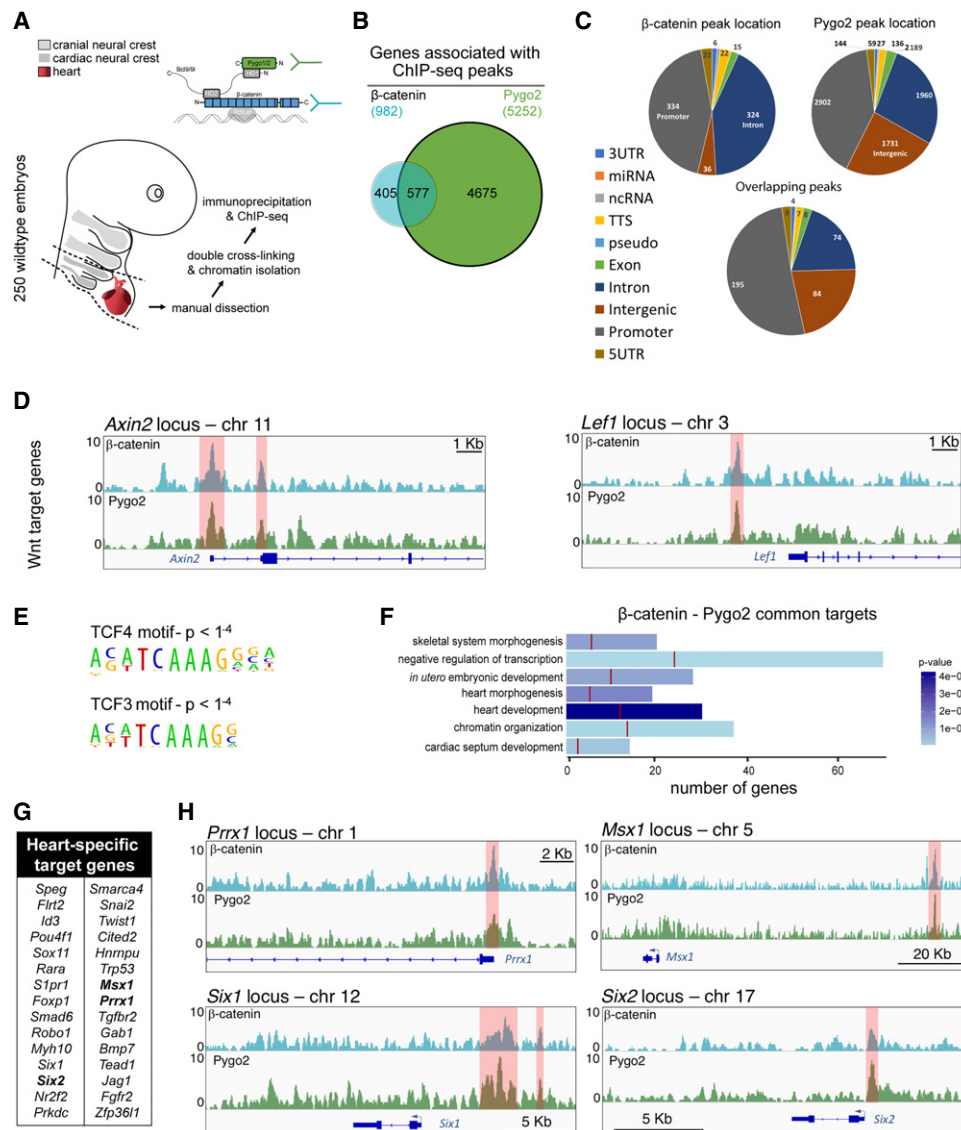 A
cranial neural crest
cardiac neural crest
heart
Bcl9/9l
C
Pygo1/2
N
HD1
HD2
β-catenin
N
C
250 wildtype embryos
immunoprecipitation
& ChIP-seq
double cross-linking
& chromatin isolation
manual dissection
B
Genes associated with
ChIP-seq peaks
β-catenin
(982)
Pygo2
(5252)
405
577
4675
C
β-catenin peak location
6
22
22
15
334
Promoter
324
Intron
36
Pygo2 peak location
144
59
27
136
2
189
2902
1960
1731
Intergenic
3UTR
miRNA
ncRNA
TTS
pseudo
Exon
Intron
Intergenic
Promoter
5UTR
Overlapping peaks
4
7
8
74
195
84
D
Wnt target genes
Axin2 locus – chr 11
10
β-catenin
1 Kb
0
10
Pygo2
0
Axin2
Lef1 locus – chr 3
10
β-catenin
1 Kb
0
10
Pygo2
0
Lef1
E
TCF4 motif - p < 1-4
TCF3 motif - p < 1-4
F
β-catenin - Pygo2 common targets
skeletal system morphogenesis
negative regulation of transcription
in utero embryonic development
heart morphogenesis
heart development
chromatin organization
cardiac septum development
0
20
40
60
number of genes
p-value
4e-0
3e-0
2e-0
1e-0
G
Heart-specific
target genes
Speg Smarca4
Flrt2 Snai2
Id3 Twist1
Pou4f1 Cited2
Sox11 Hnrnpu
Rara Trp53
S1pr1 Msx1
Foxp1 Prrx1
Smad6 Tgfbr2
Robo1 Gab1
Myh10 Bmp7
Six1 Tead1
Six2 Jag1
Nr2f2 Fgfr2
Prkdc Zfp36l1
H
Prrx1 locus – chr 1
10
β-catenin
2 Kb
0
10
Pygo2
0
Prrx1
Msx1 locus – chr 5
10
β-catenin
0
10
Pygo2
0
Msx1
20 Kb
Six1 locus – chr 12
10
β-catenin
0
10
Pygo2
0
Six1
5 Kb
Six2 locus – chr 17
10
β-catenin
0
10
Pygo2
0
5 Kb
Six2